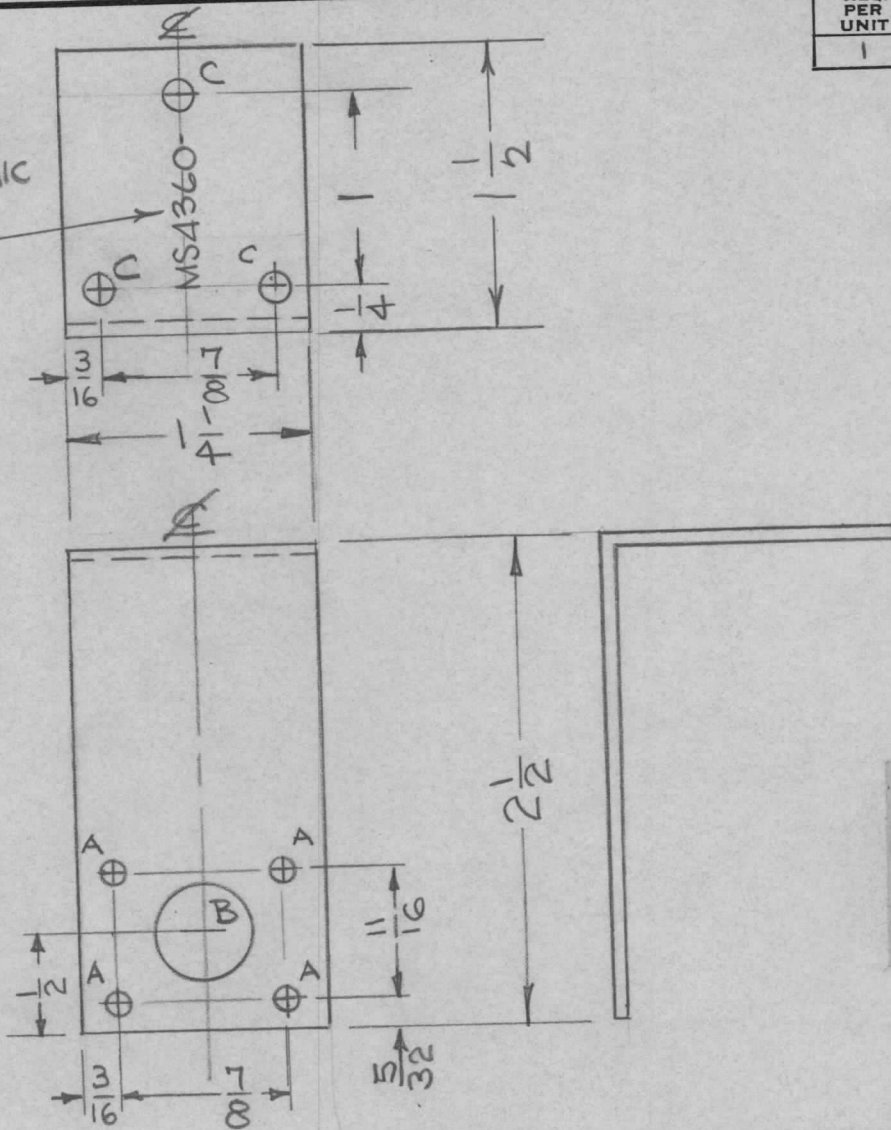 PER
UNIT
1
℄
C
1 1/2
1
MS4360-
C
C
1/4
3/16
7/8
1 1/4
℄
2 1/2
A
A
B
11/16
1/2
A
A
5/32
3/16
7/8